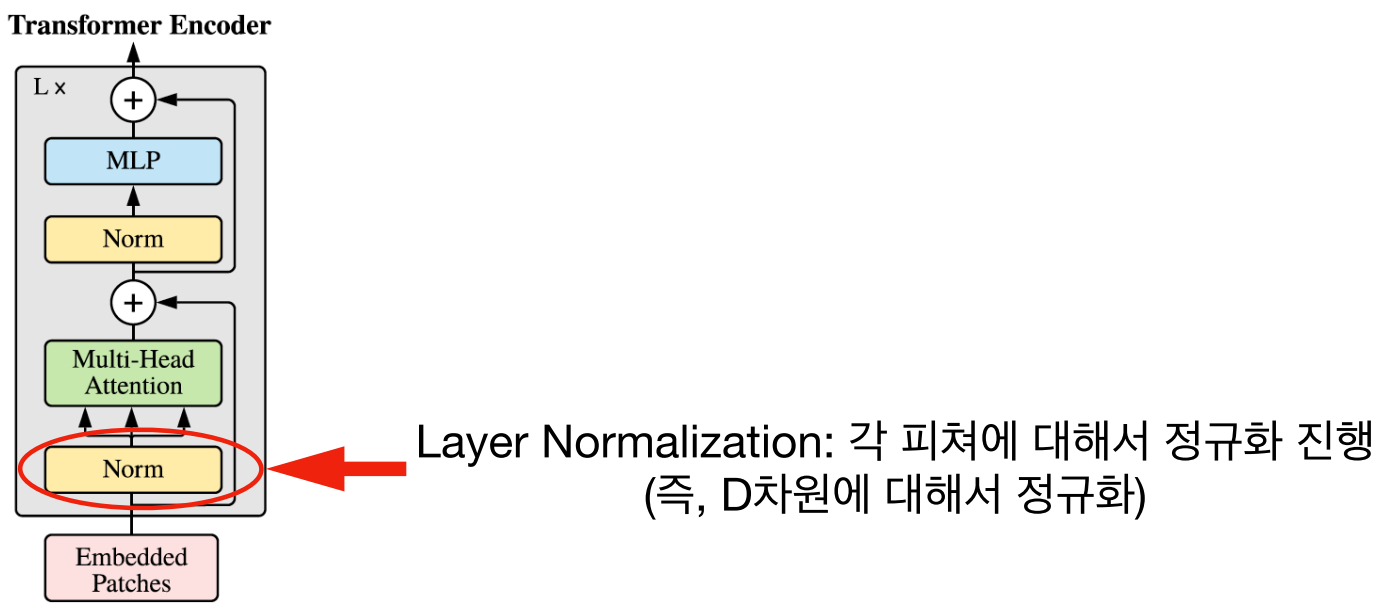 Transformer Encoder
L ×
+
MLP
Norm
+
Multi-Head
Attention
Norm
Embedded
Patches
Layer Normalization: 각 피쳐에 대해서 정규화 진행
(즉, D차원에 대해서 정규화)